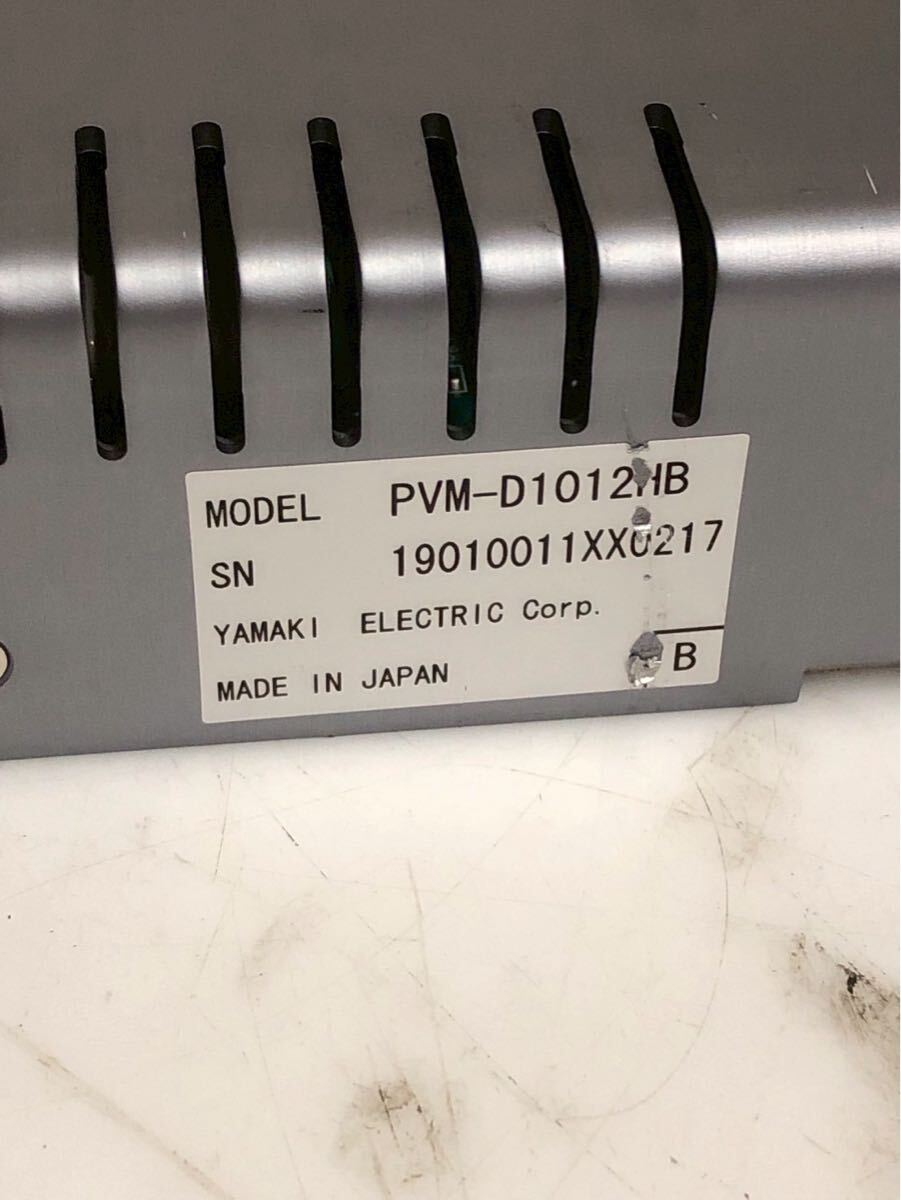 MODEL PVM-D1012HB
SN 19010011XX0217
YAMAKI ELECTRIC Corp.
MADE IN JAPAN B